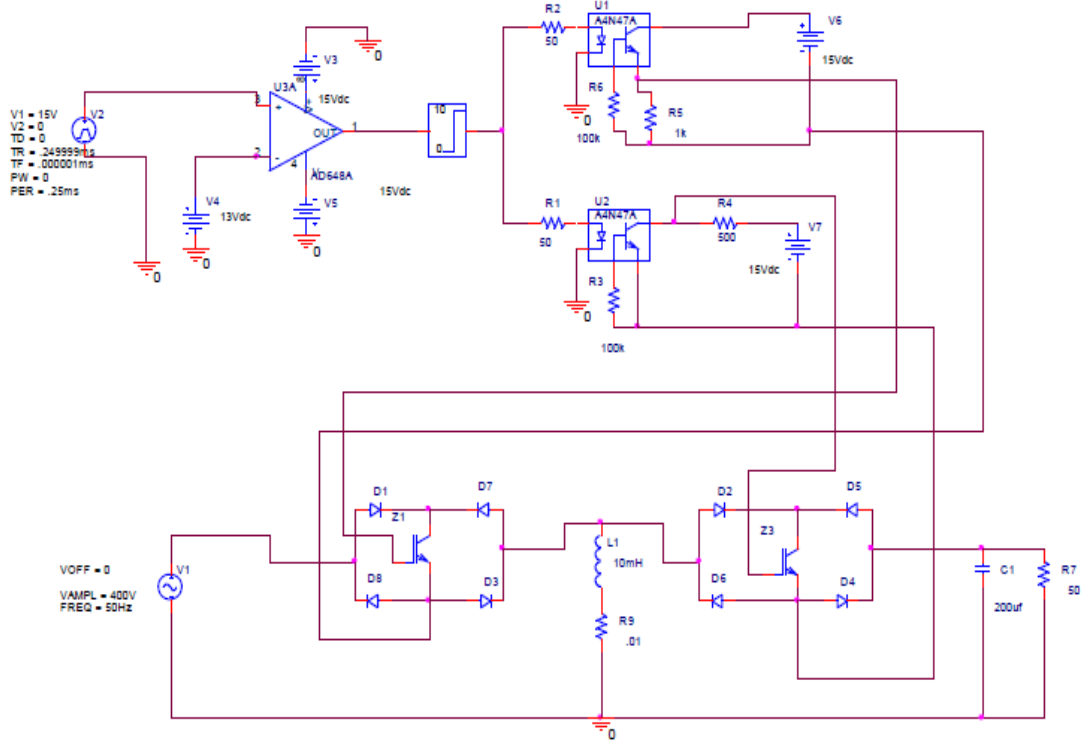 R2
50
U1
A4N47A
V6
15Vdc
0
V3
15Vdc
U3A
3
+
OUT
1
2
-
4
V
AD648A
V1 = 15V
V2 = 0
TD = 0
TR = .249999ms
TF = .000001ms
PW = 0
PER = .25ms
V2
V4
13Vdc
V5
15Vdc
0
0
0
10
0
R6
100k
R5
1k
0
R1
50
U2
A4N47A
R4
500
V7
15Vdc
R3
100k
0
D1
D7
Z1
D8
D3
L1
10mH
R9
.01
D2
D5
Z3
D6
D4
C1
200uf
R7
50
VOFF = 0
VAMPL = 400V
FREQ = 50Hz
V1
0